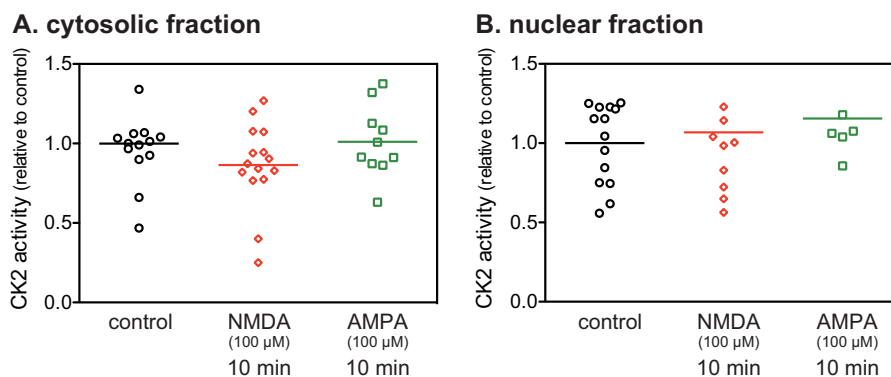 A. cytosolic fraction
CK2 activity (relative to control)
1.5
1.0
0.5
0.0
control
NMDA
(100 µM)
10 min
AMPA
(100 µM)
10 min
B. nuclear fraction
CK2 activity (relative to control)
1.5
1.0
0.5
0.0
control
NMDA
(100 µM)
10 min
AMPA
(100 µM)
10 min